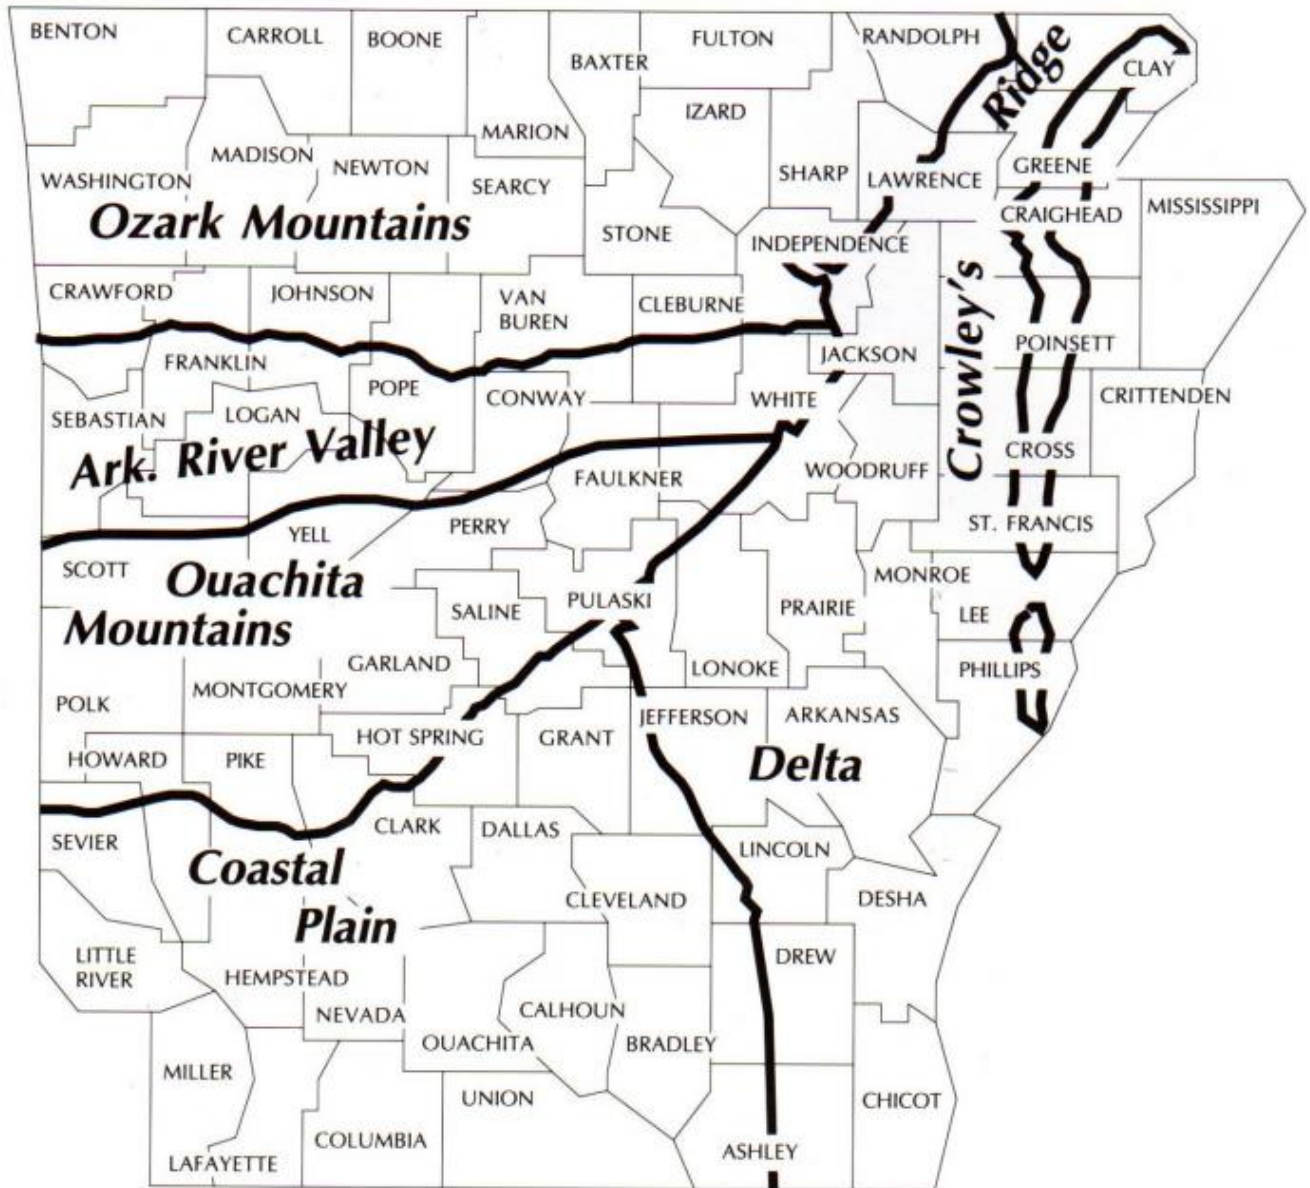 BENTON
CARROLL
BOONE
BAXTER
FULTON
RANDOLPH
Ridge
CLAY
MARION
IZARD
MADISON
NEWTON
WASHINGTON
SEARCY
SHARP
LAWRENCE
GREENE
Ozark Mountains
STONE
INDEPENDENCE
CRAIGHEAD
MISSISSIPPI
CRAWFORD
JOHNSON
VAN
BUREN
CLEBURNE
Crowley's
FRANKLIN
JACKSON
POINSETT
POPE
CONWAY
WHITE
CRITTENDEN
SEBASTIAN
LOGAN
Ark. River Valley
WOODRUFF
CROSS
FAULKNER
YELL
PERRY
ST. FRANCIS
SCOTT
Ouachita
Mountains
SALINE
PULASKI
PRAIRIE
MONROE
LEE
GARLAND
LONOKE
PHILLIPS
POLK
MONTGOMERY
HOT SPRING
GRANT
JEFFERSON
ARKANSAS
HOWARD
PIKE
Delta
SEVIER
CLARK
DALLAS
LINCOLN
Coastal
Plain
CLEVELAND
DESHA
LITTLE
RIVER
HEMPSTEAD
DREW
NEVADA
OUACHITA
CALHOUN
BRADLEY
MILLER
UNION
CHICOT
LAFAYETTE
COLUMBIA
ASHLEY